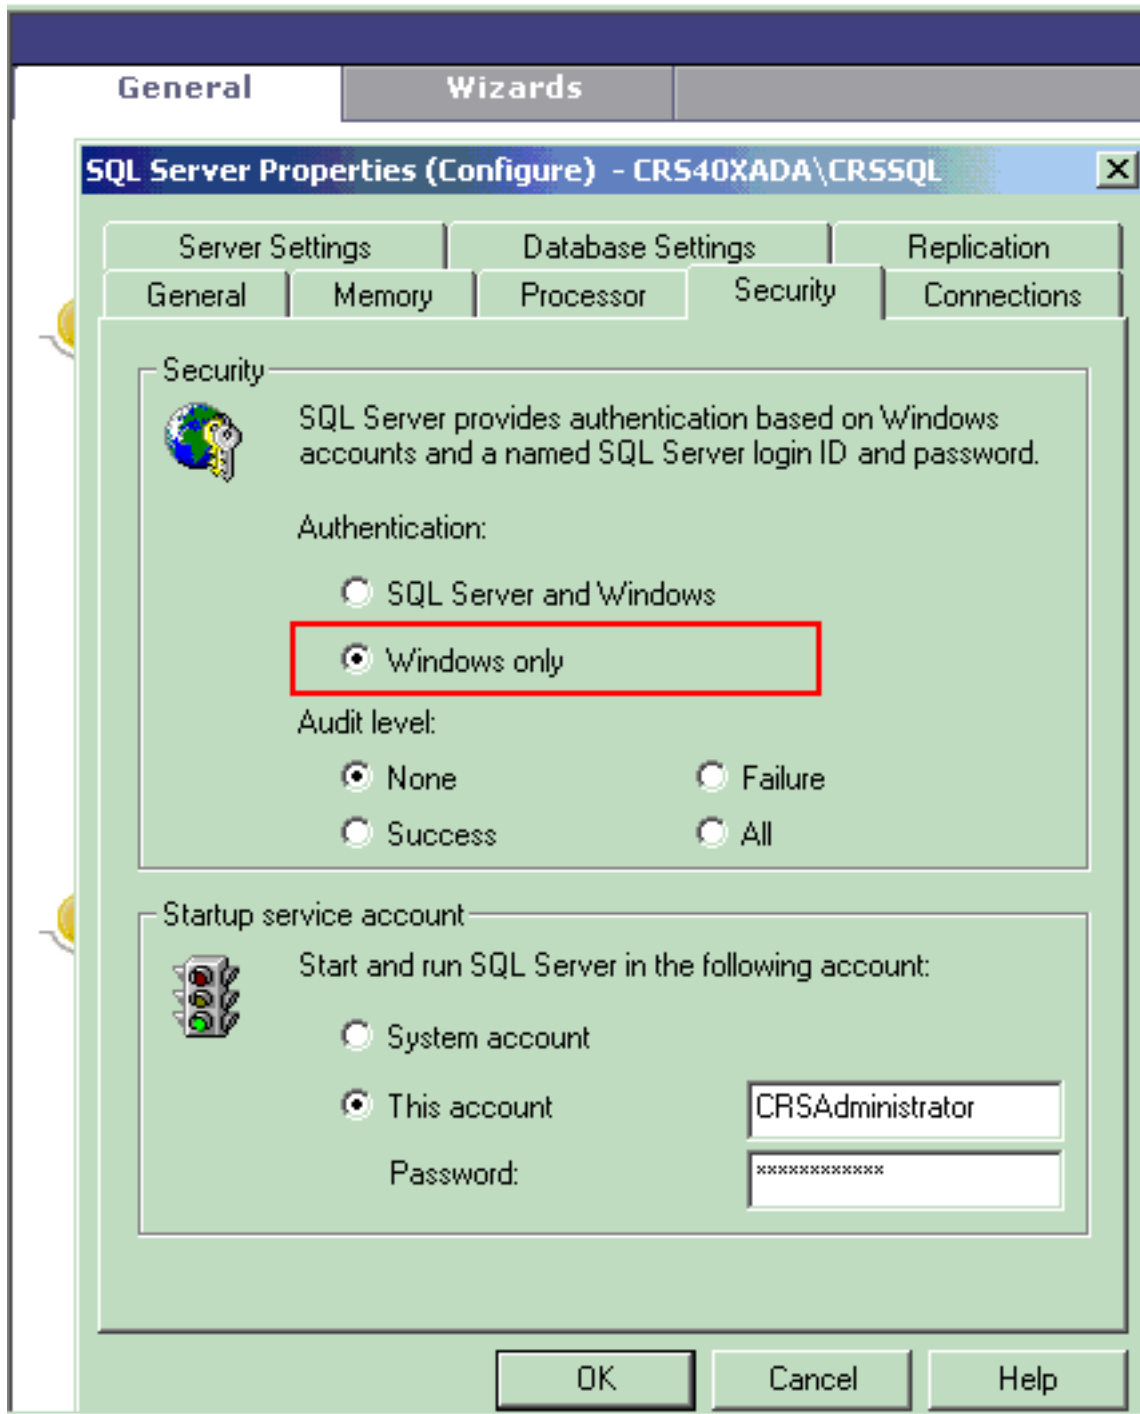 General Wizards
SQL Server Properties (Configure) - CRS40XADA\CRSSQL
Server Settings Database Settings Replication
General Memory Processor Security Connections
Security
SQL Server provides authentication based on Windows
accounts and a named SQL Server login ID and password.
Authentication:
SQL Server and Windows
Windows only
Audit level:
None Failure
Success All
Startup service account
Start and run SQL Server in the following account:
System account
This account CRSAdministrator
Password: ************
OK Cancel Help